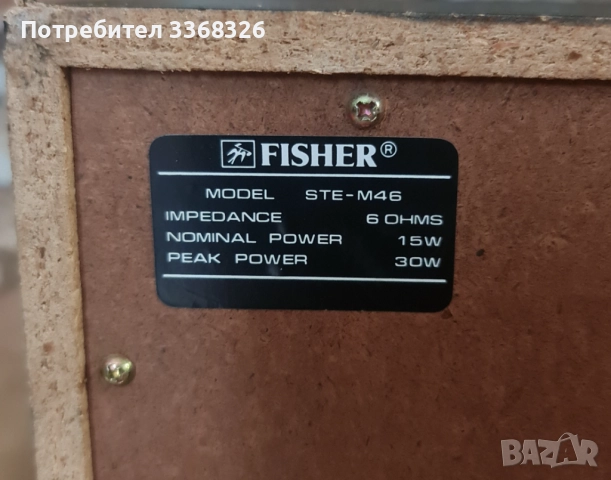 Потребител 3368326
FISHER®
MODEL STE-M46
IMPEDANCE 6 OHMS
NOMINAL POWER 15W
PEAK POWER 30W
BAZAR